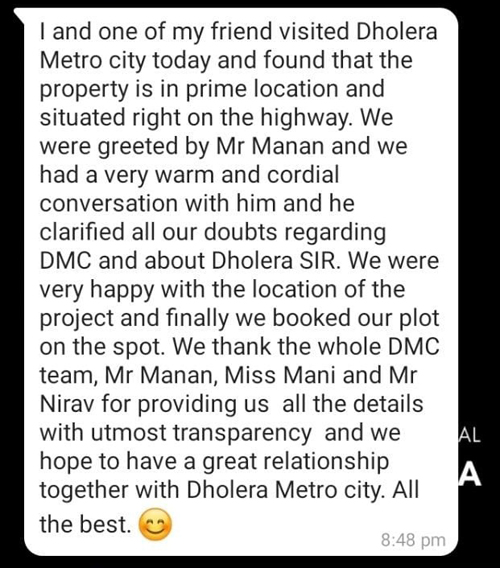 I and one of my friend visited Dholera
Metro city today and found that the
property is in prime location and
situated right on the highway. We
were greeted by Mr Manan and we
had a very warm and cordial
conversation with him and he
clarified all our doubts regarding
DMC and about Dholera SIR. We were
very happy with the location of the
project and finally we booked our plot
on the spot. We thank the whole DMC
team, Mr Manan, Miss Mani and Mr
Nirav for providing us  all the details
with utmost transparency  and we
hope to have a great relationship
together with Dholera Metro city. All
the best. 😊
8:48 pm
AL
A